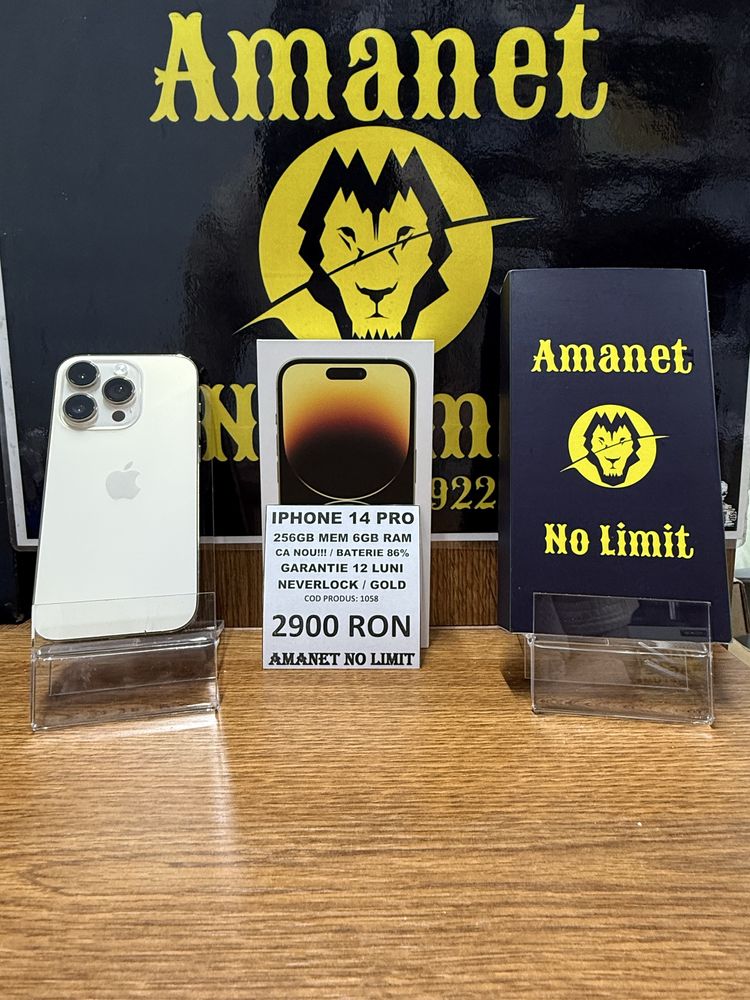 Amanet
922
IPHONE 14 PRO
256GB MEM 6GB RAM
CA NOU!!! / BATERIE 86%
GARANTIE 12 LUNI
NEVERLOCK / GOLD
COD PRODUS: 1058
2900 RON
AMANET NO LIMIT
Amanet
No Limit